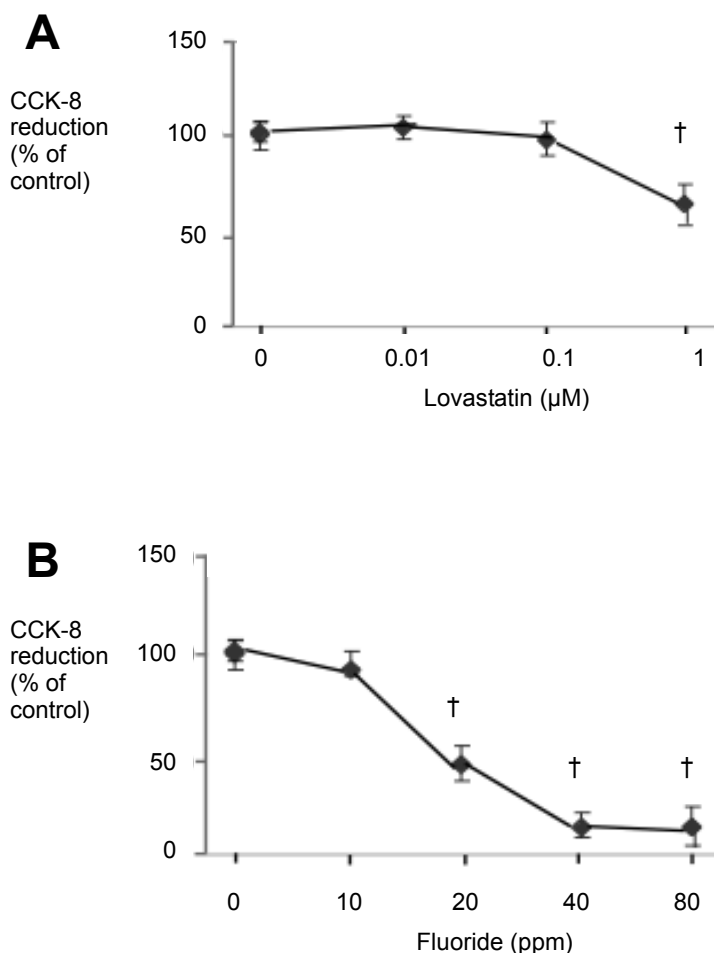 A
CCK-8
reduction
(% of
control)
150
100
50
0
†
0 0.01 0.1 1
Lovastatin (µM)
B
CCK-8
reduction
(% of
control)
150
100
50
0
† † †
0 10 20 40 80
Fluoride (ppm)